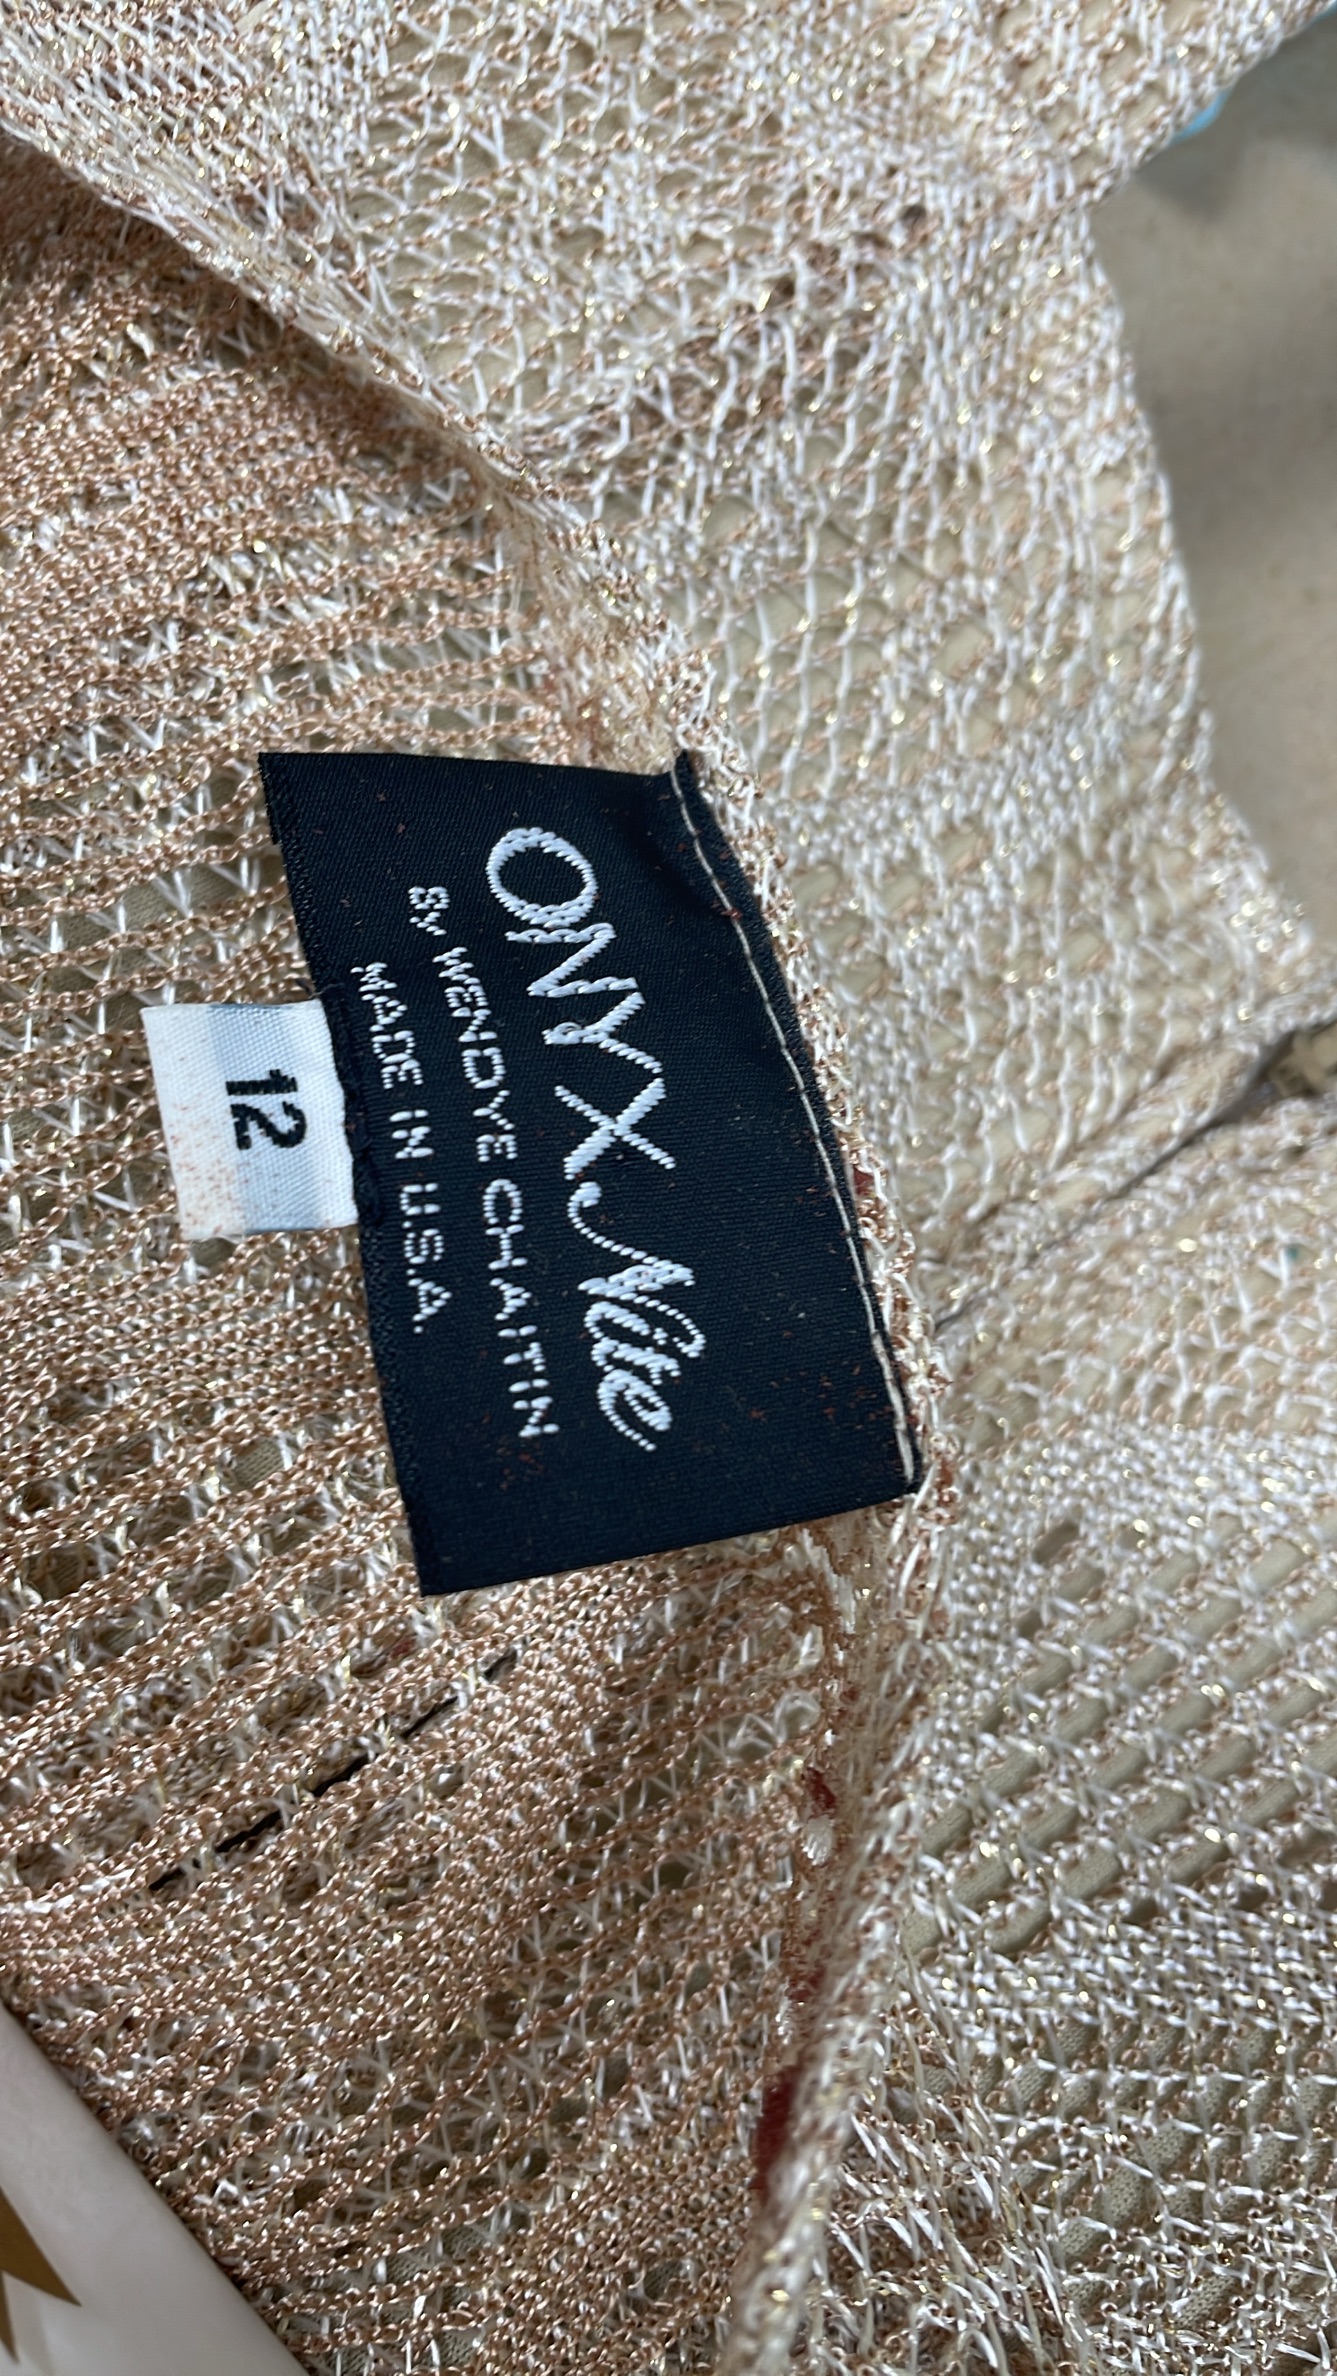 ONYX Nite
BY WENDYE CHAITIN
MADE IN U.S.A.
12